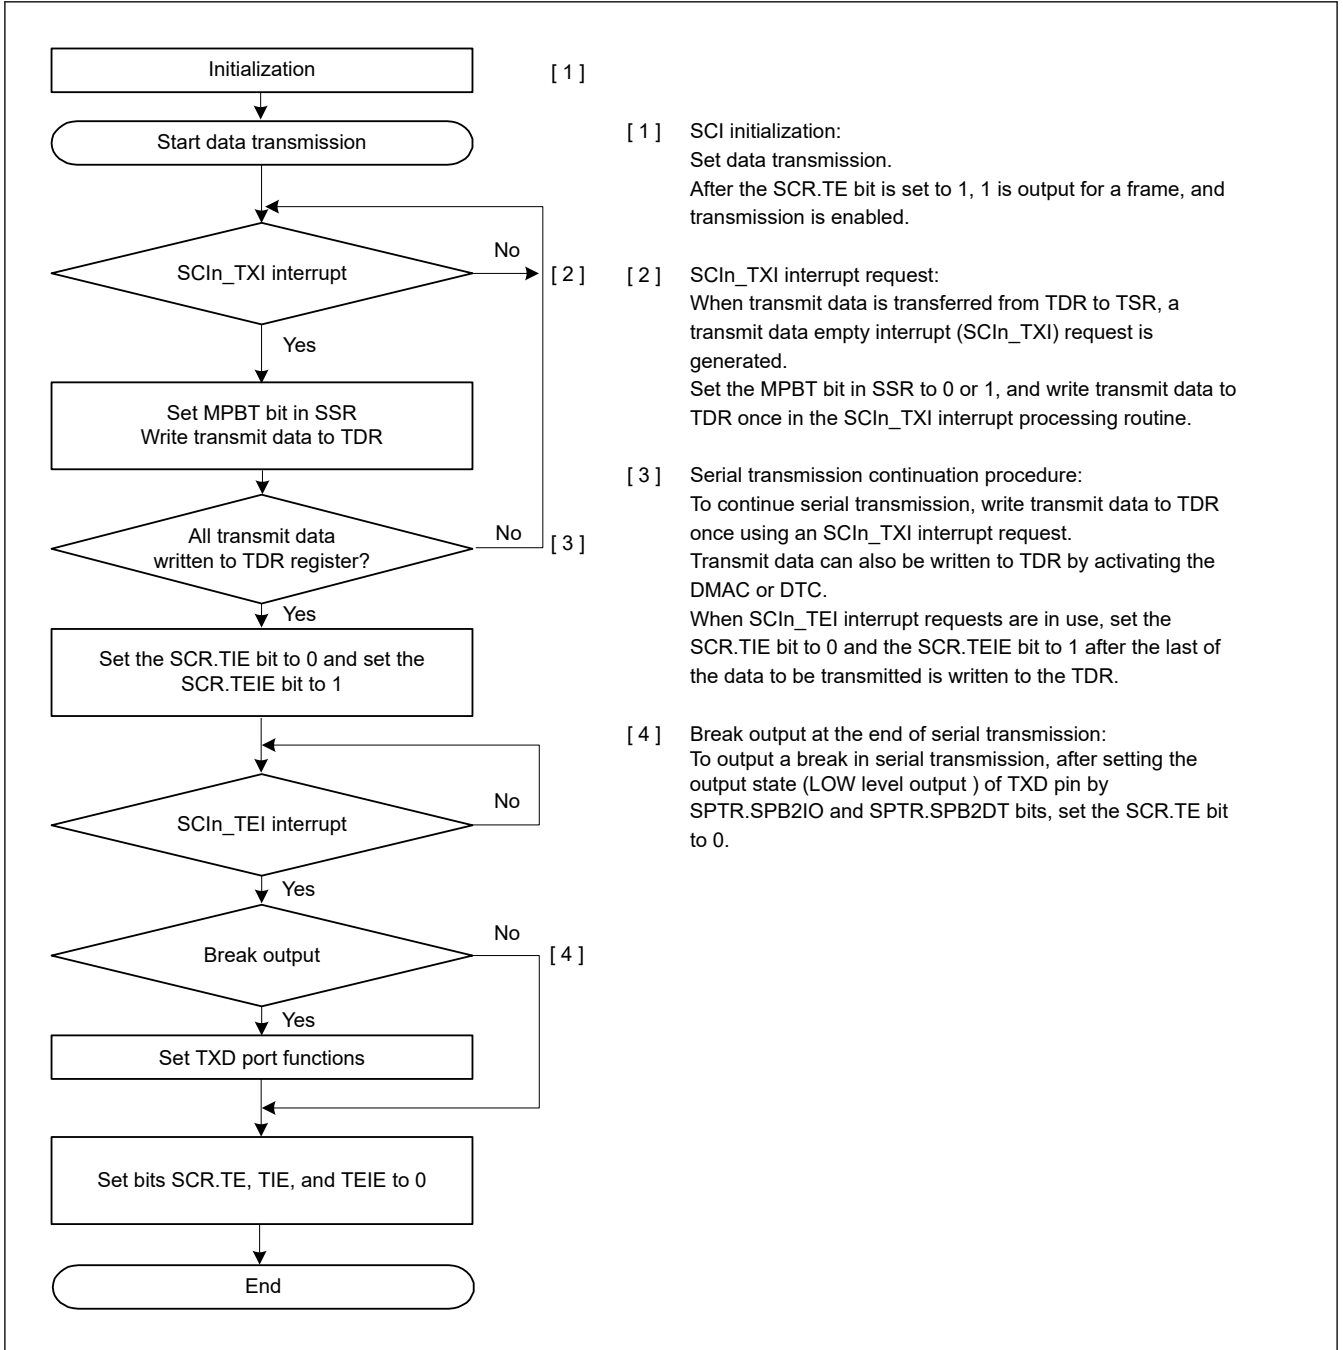 Initialization
[ 1 ]
Start data transmission
SCIn_TXI interrupt
No
[ 2 ]
Yes
Set MPBT bit in SSR
Write transmit data to TDR
All transmit data
written to TDR register?
No
[ 3 ]
Yes
Set the SCR.TIE bit to 0 and set the
SCR.TEIE bit to 1
SCIn_TEI interrupt
No
Yes
Break output
No
[ 4 ]
Yes
Set TXD port functions
Set bits SCR.TE, TIE, and TEIE to 0
End
[ 1 ] SCI initialization:
Set data transmission.
After the SCR.TE bit is set to 1, 1 is output for a frame, and
transmission is enabled.
[ 2 ] SCIn_TXI interrupt request:
When transmit data is transferred from TDR to TSR, a
transmit data empty interrupt (SCIn_TXI) request is
generated.
Set the MPBT bit in SSR to 0 or 1, and write transmit data to
TDR once in the SCIn_TXI interrupt processing routine.
[ 3 ] Serial transmission continuation procedure:
To continue serial transmission, write transmit data to TDR
once using an SCIn_TXI interrupt request.
Transmit data can also be written to TDR by activating the
DMAC or DTC.
When SCIn_TEI interrupt requests are in use, set the
SCR.TIE bit to 0 and the SCR.TEIE bit to 1 after the last of
the data to be transmitted is written to the TDR.
[ 4 ] Break output at the end of serial transmission:
To output a break in serial transmission, after setting the
output state (LOW level output ) of TXD pin by
SPTR.SPB2IO and SPTR.SPB2DT bits, set the SCR.TE bit
to 0.